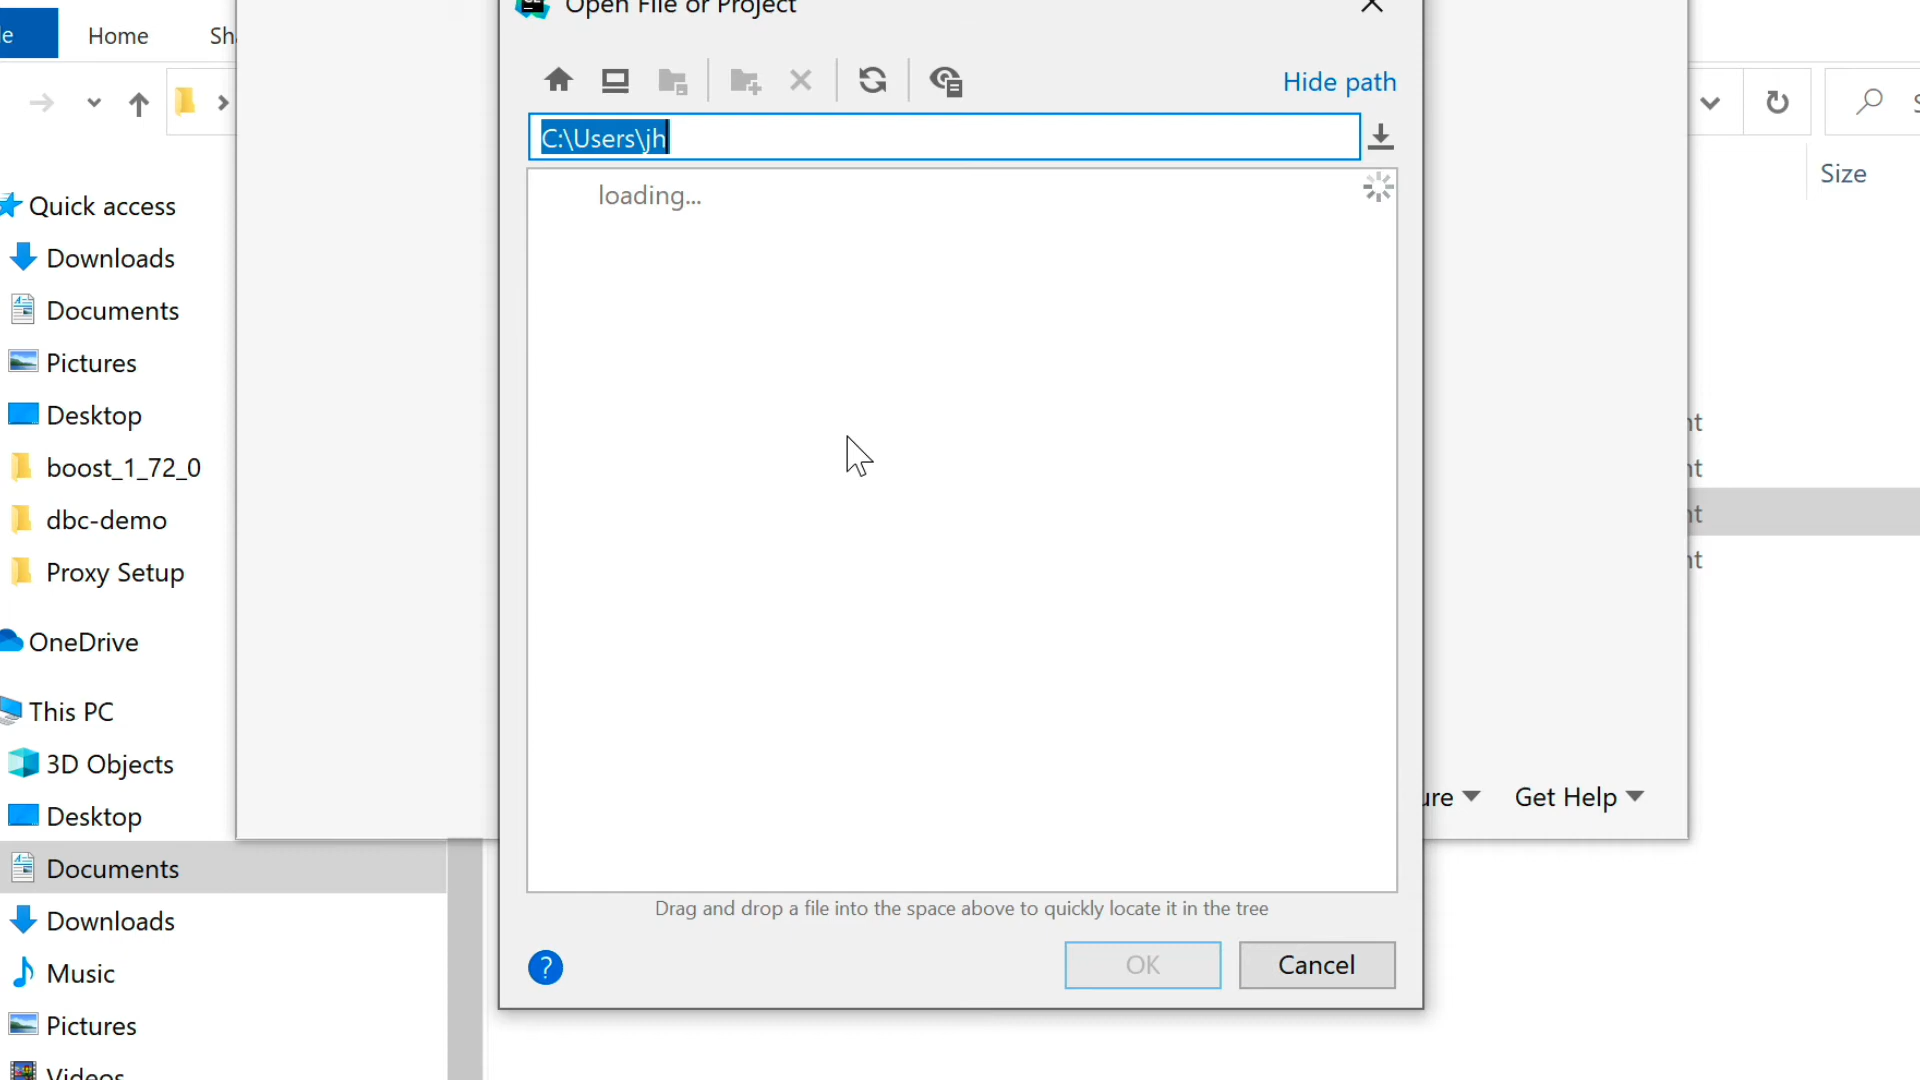 Open File or Project
Home
Hide path
C:\Users\jh
Size
loading...
Quick access
Downloads
Documents
Pictures
Desktop
boost_1_72_0
dbc-demo
Proxy Setup
OneDrive
This PC
3D Objects
Get Help
Desktop
Documents
Drag and drop a file into the space above to quickly locate it in the tree
Downloads
? OK Cancel
Music
Pictures
Videos